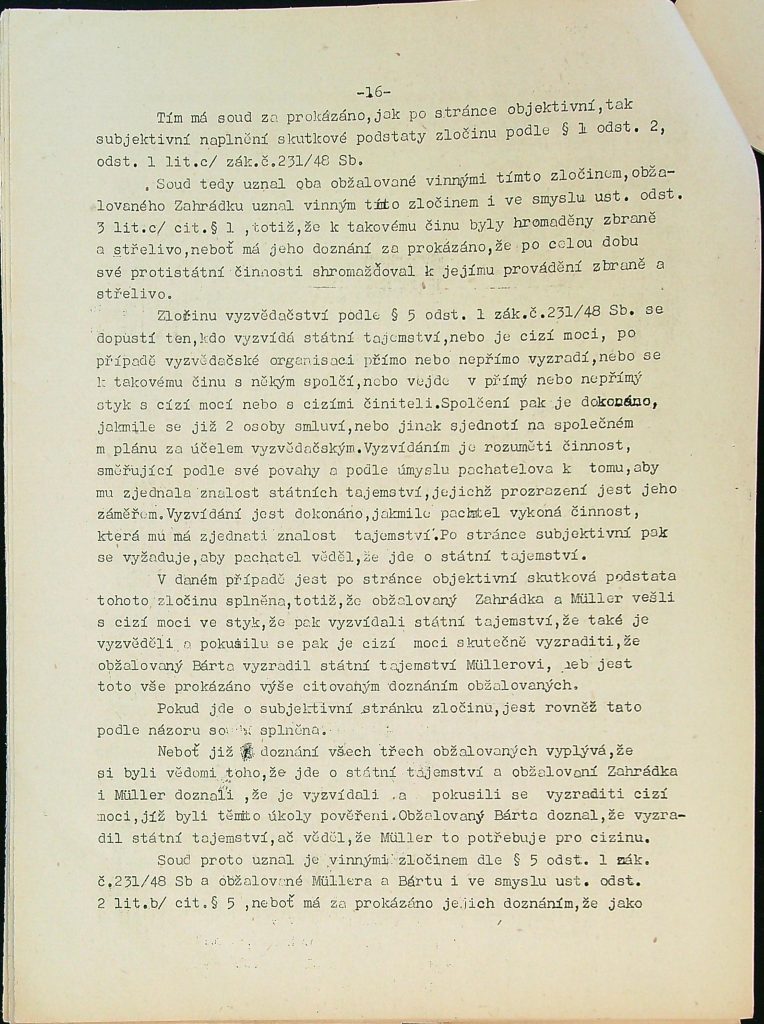 -16-
Tím má soud za prokázáno,jak po stránce objektivní,tak
subjektivní naplnění skutkové podstaty zločinu podle § 1 odst. 2,
odst. 1 lit.c/ zák.č.231/48 Sb.
Soud tedy uznal oba obžalované vinnými tímto zločinem,obža-
lovaného Zahrádku uznal vinným tímto zločinem i ve smyslu ust. odst.
3 lit.c/ cit.§ 1 ,totiž,že k takovému činu byly hromaděny zbraně
a střelivo,neboť má jeho doznání za prokázáno,že po celou dobu
své protistátní činnosti shromažďoval k jejímu provádění zbraně a
střelivo.
Zločinu vyzvědačství podle § 5 odst. 1 zák.č.231/48 Sb. se
dopustí ten,kdo vyzvídá státní tajemství,nebo je cizí moci, po
případě vyzvědačské organisaci přímo nebo nepřímo vyzradí,nebo se
k takovému činu s někým spolčí,nebo vejde v přímý nebo nepřímý
styk s cízí mocí nebo s cizími činiteli.Spolčení pak je dokonáno,
jakmile se již 2 osoby smluví,nebo jinak sjednotí na společném
m plánu za účelem vyzvědačským.Vyzvídáním je rozuměti činnost,
směřující podle své povahy a podle úmyslu pachatelova k tomu,aby
mu zjednala znalost státních tajemství,jejichž prozrazení jest jeho
záměřem.Vyzvídání jest dokonáno,jakmile pachtel vykoná činnost,
která mu má zjednati znalost tajemství.Po stránce subjektivní pak
se vyžaduje,aby pachatel věděl,že jde o státní tajemství.
V daném případě jest po stránce objektivní skutková podstata
tohoto zločinu splněna,totiž,že obžalovaný Zahrádka a Müller vešli
s cizí moci ve styk,že pak vyzvídali státní tajemství,že také je
vyzvěděli a pokusilu se pak je cizí moci skutečně vyzraditi,že
obžalovaný Bárta vyzradil státní tajemství Müllerovi, neb jest
toto vše prokázáno výše citovaným doznáním obžalovaných.
Pokud jde o subjektivní stránku zločinu,jest rovněž tato
podle názoru soudu splněna.
Neboť již doznání všech třech obžalovaných vyplývá,že
si byli vědomi toho,že jde o státní tajemství a obžalovaní Zahrádka
i Müller doznali ,že je vyzvídali a pokusili se vyzraditi cizí
moci,jíž byli těmito úkoly pověřeni.Obžalovaný Bárta doznal,že vyzra-
dil státní tajemství,ač věděl,že Müller to potřebuje pro cizinu.
Soud proto uznal je vinnými zločinem dle § 5 odst. 1 zák.
č.231/48 Sb a obžalované Müllera a Bártu i ve smyslu ust. odst.
2 lit.b/ cit.§ 5 ,neboť má za prokázáno jejich doznáním,že jako